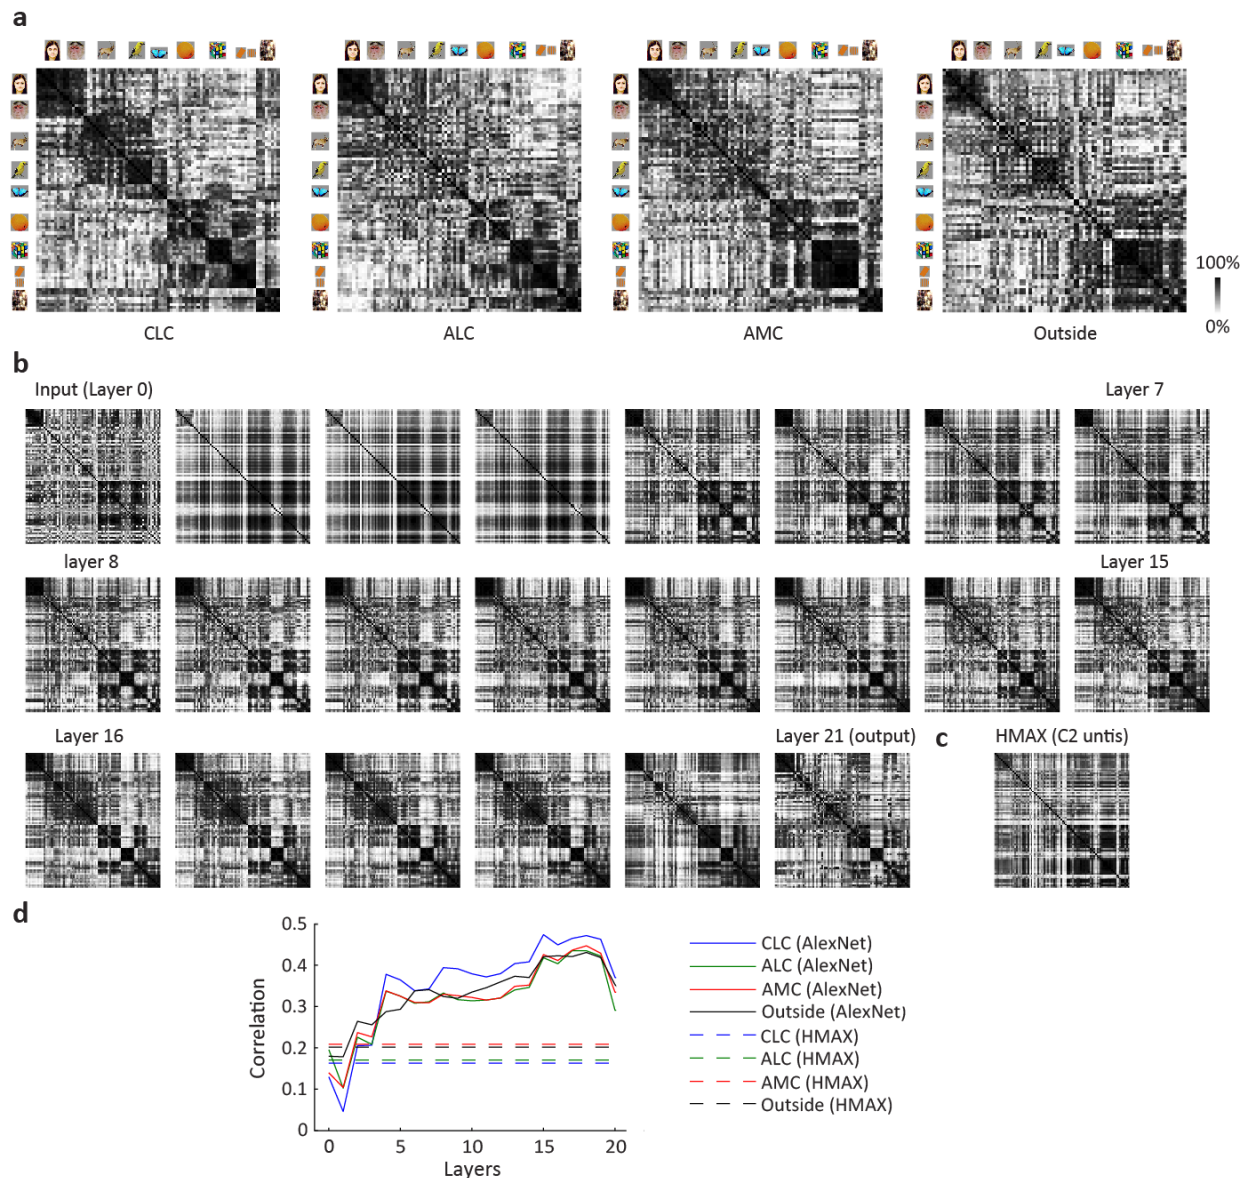 a
CLC
ALC
AMC
Outside
100%
0%
b
Input (Layer 0)
Layer 7
layer 8
Layer 15
Layer 16
Layer 21 (output)
c
HMAX (C2 untis)
d
0.5
0.4
0.3
0.2
0.1
0
Correlation
0
5
10
15
20
Layers
CLC (AlexNet)
ALC (AlexNet)
AMC (AlexNet)
Outside (AlexNet)
CLC (HMAX)
ALC (HMAX)
AMC (HMAX)
Outside (HMAX)